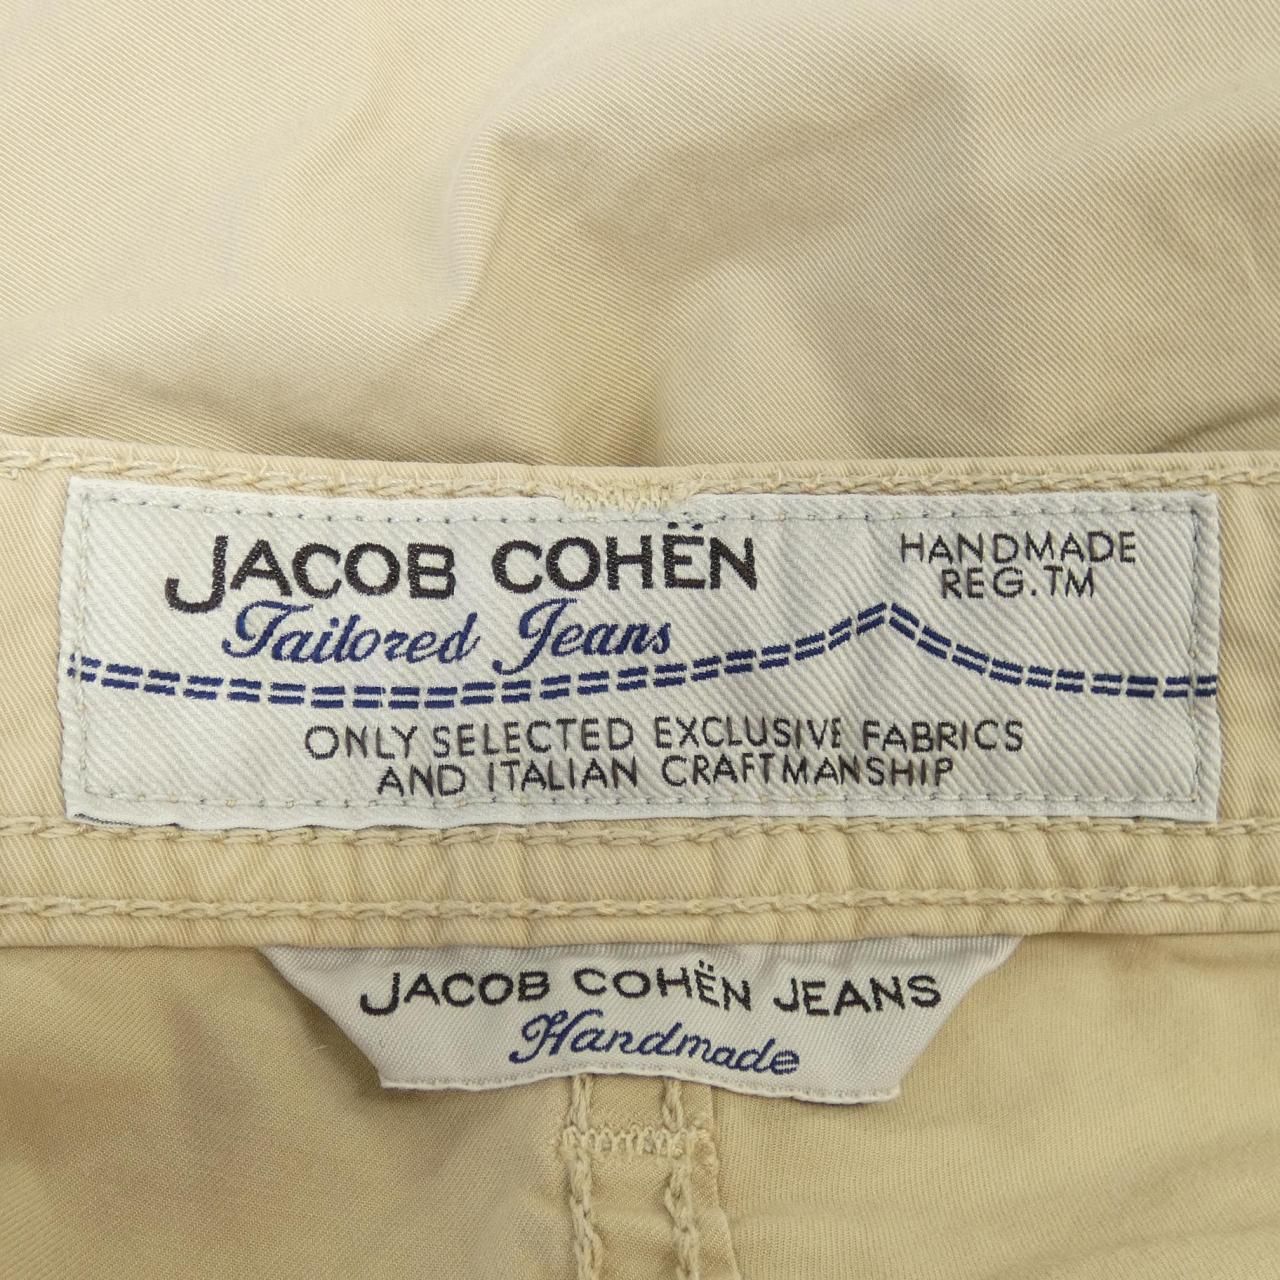 JACOB COHËN
Tailored Jeans
HANDMADE
REG.TM
ONLY SELECTED EXCLUSIVE FABRICS
AND ITALIAN CRAFTMANSHIP
JACOB COHËN JEANS
Handmade